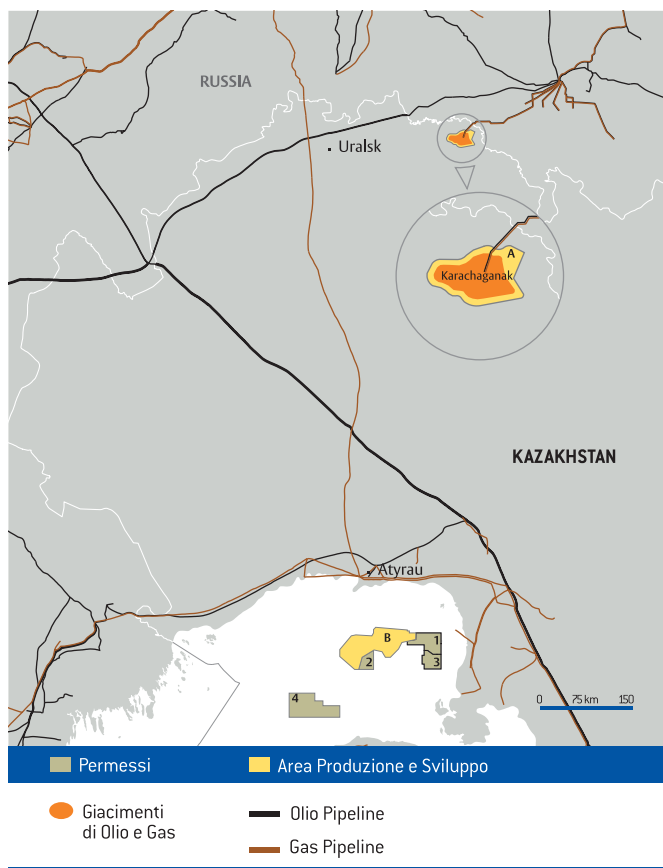 RUSSIA
Uralsk
A
Karachaganak
KAZAKHSTAN
Atyrau
B
1
2
3
4
0 75 km 150
Permessi
Area Produzione e Sviluppo
Giacimenti
di Olio e Gas
Olio Pipeline
Gas Pipeline